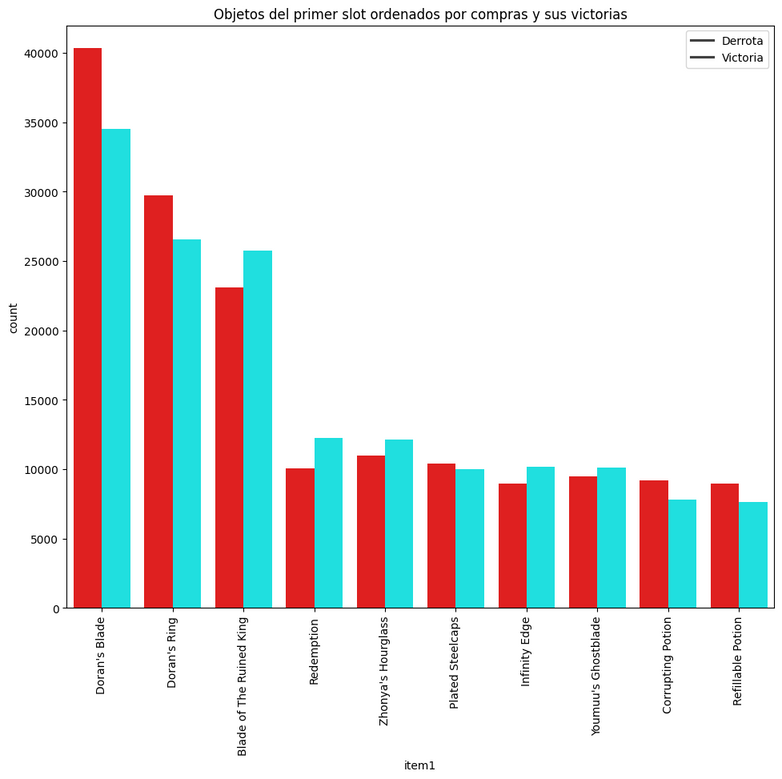 Objetos del primer slot ordenados por compras y sus victorias
Derrota
Victoria
count
40000
35000
30000
25000
20000
15000
10000
5000
0
Doran's Blade
Doran's Ring
Blade of The Ruined King
Redemption
Zhonya's Hourglass
Plated Steelcaps
Infinity Edge
Youmuu's Ghostblade
Corrupting Potion
Refillable Potion
item1